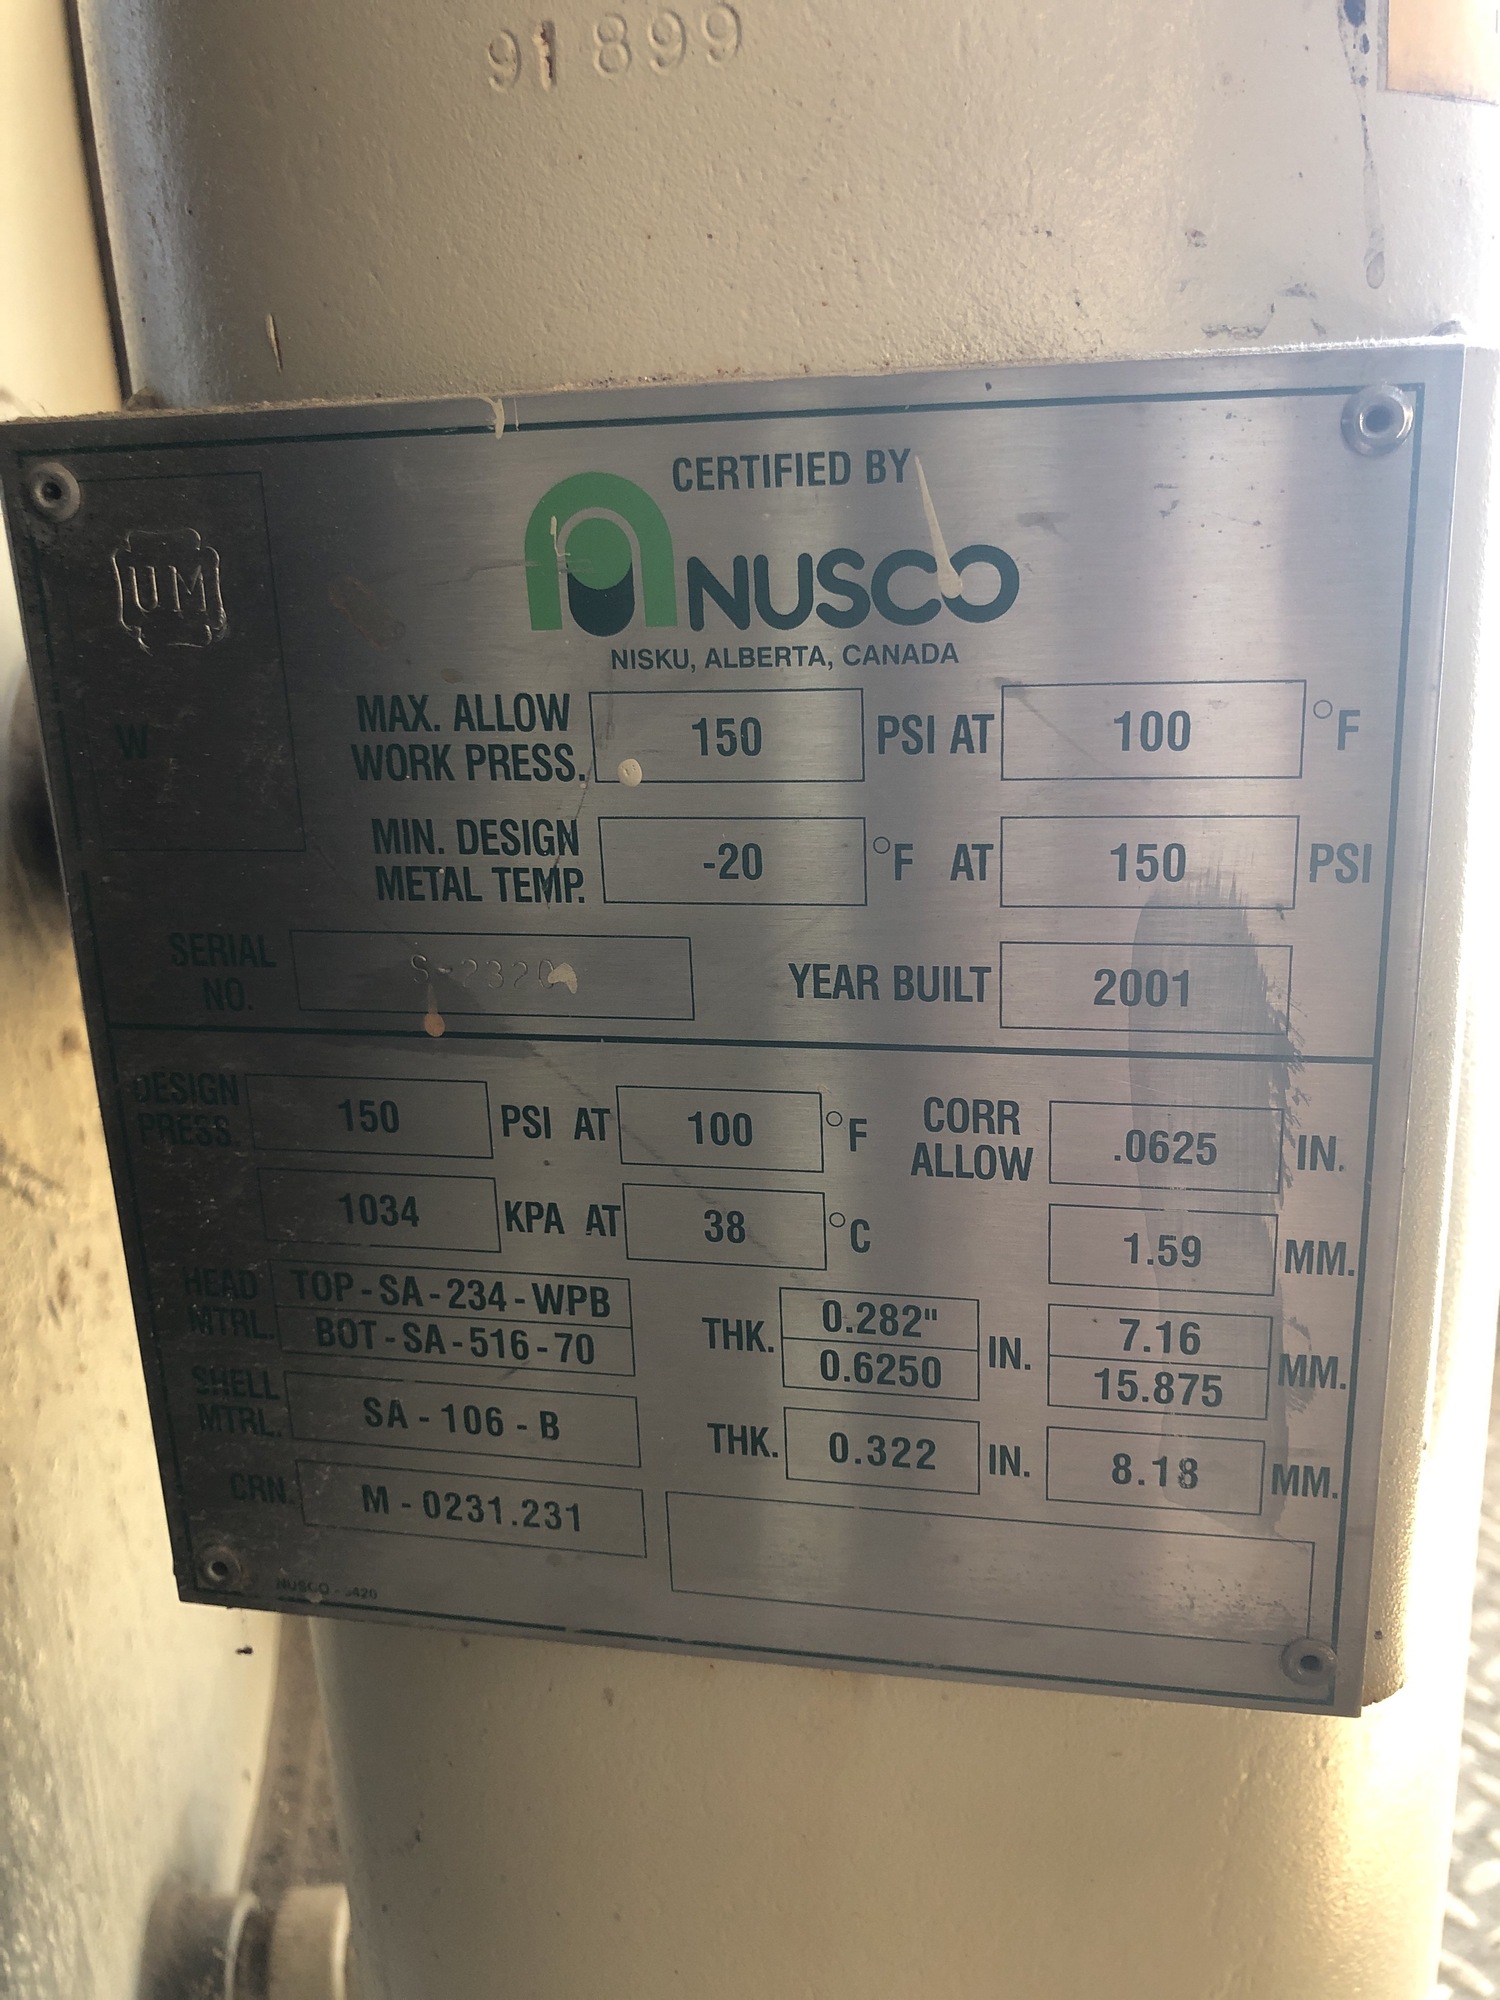 91899
CERTIFIED BY
NUSCO
NISKU, ALBERTA, CANADA
UM
W
MAX. ALLOW
WORK PRESS. 150 PSI AT 100 °F
MIN. DESIGN
METAL TEMP. -20 °F AT 150 PSI
SERIAL
NO.
YEAR BUILT 2001
DESIGN
PRESS. 150 PSI AT 100 °F
CORR
ALLOW .0625 IN.
1034 KPA AT 38 °C 1.59 MM.
HEAD
MTRL. TOP-SA-234-WPB
BOT-SA-516-70
THK. 0.282" IN. 7.16 MM.
0.6250 15.875
SHELL
MTRL. SA-106-B THK. 0.322 IN. 8.18 MM.
CRN. M-0231.231